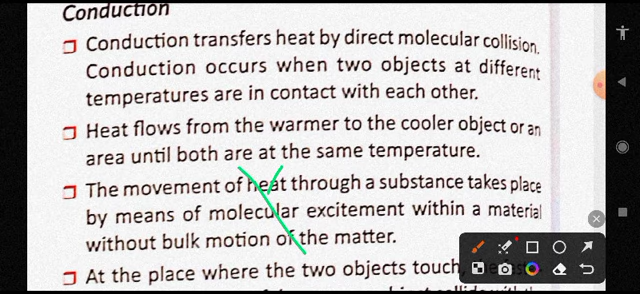 Conduction
Conduction transfers heat by direct molecular collision.
Conduction occurs when two objects at different
temperatures are in contact with each other.
Heat flows from the warmer to the cooler object or an
area until both are at the same temperature.
The movement of heat through a substance takes place
by means of molecular excitement within a material
without bulk motion of the matter.
At the place where the two objects touch,